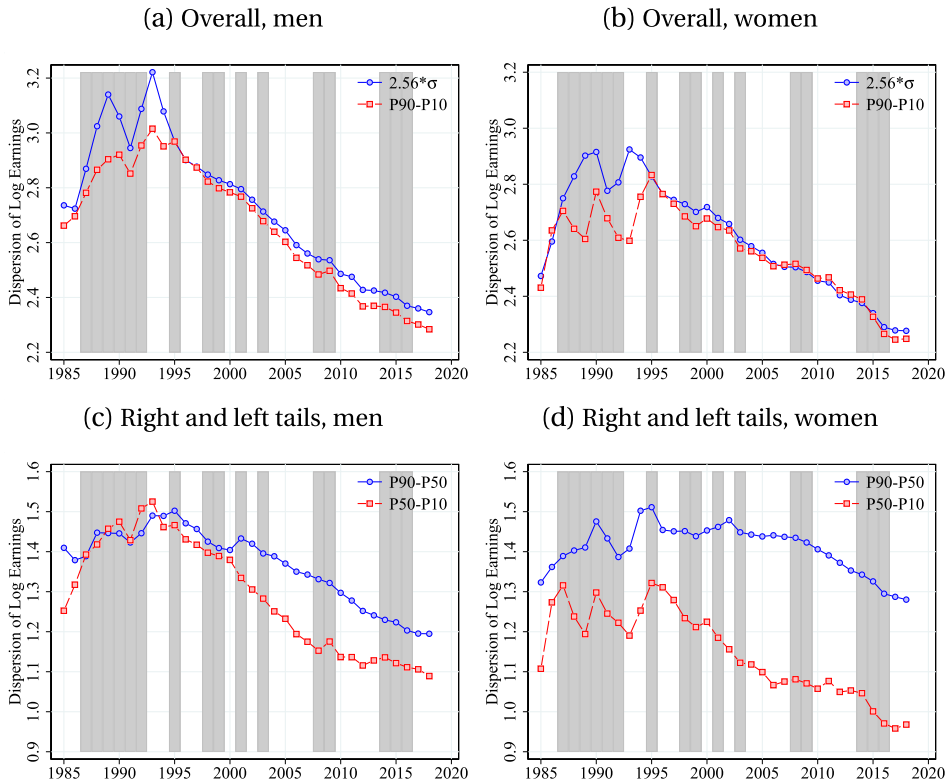 (a) Overall, men
Dispersion of Log Earnings
3.2
3.0
2.8
2.6
2.4
2.2
2.56*σ
P90-P10
1985 1990 1995 2000 2005 2010 2015 2020
(b) Overall, women
Dispersion of Log Earnings
3.2
3.0
2.8
2.6
2.4
2.2
2.56*σ
P90-P10
1985 1990 1995 2000 2005 2010 2015 2020
(c) Right and left tails, men
Dispersion of Log Earnings
1.6
1.5
1.4
1.3
1.2
1.1
1.0
0.9
P90-P50
P50-P10
1985 1990 1995 2000 2005 2010 2015 2020
(d) Right and left tails, women
Dispersion of Log Earnings
1.6
1.5
1.4
1.3
1.2
1.1
1.0
0.9
P90-P50
P50-P10
1985 1990 1995 2000 2005 2010 2015 2020